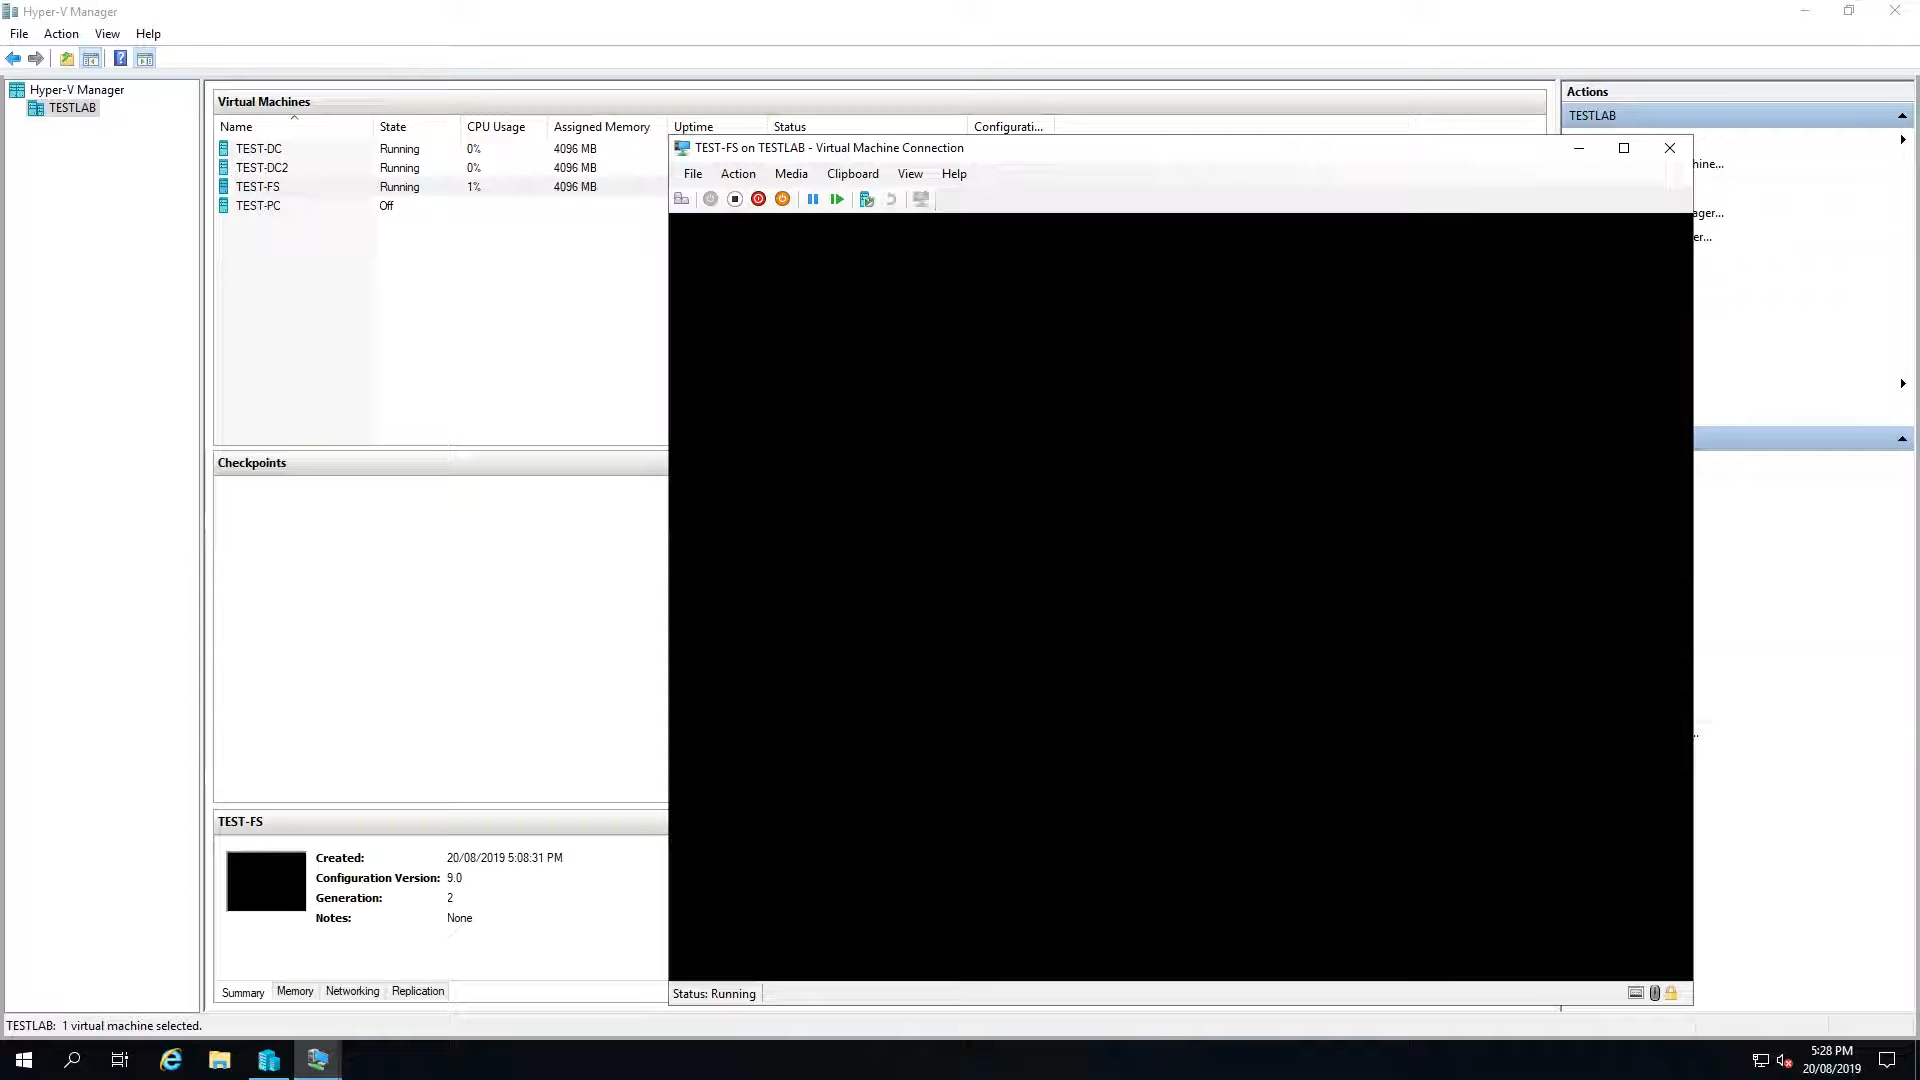 Hyper-V Manager
File Action View Help
Hyper-V Manager
TESTLAB
Virtual Machines
Name State CPU Usage Assigned Memory Uptime Status Configurati...
TEST-DC Running 0% 4096 MB
TEST-DC2 Running 0% 4096 MB
TEST-FS Running 1% 4096 MB
TEST-PC Off
Checkpoints
TEST-FS
Created: 20/08/2019 5:08:31 PM
Configuration Version: 9.0
Generation: 2
Notes: None
Summary Memory Networking Replication
TEST-FS on TESTLAB - Virtual Machine Connection
File Action Media Clipboard View Help
Status: Running
Actions
TESTLAB
hine...
ager...
er...
..
TESTLAB: 1 virtual machine selected.
5:28 PM
20/08/2019